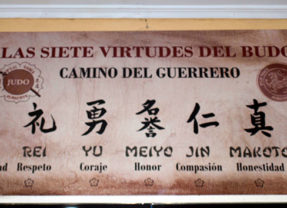 LAS SIETE VIRTUDES DEL BUDO
CAMINO DEL GUERRERO
JUDO
礼 勇 名誉 仁 真
REI YU MEIYO JIN MAKOTO
Respeto Coraje Honor Compasión Honestidad